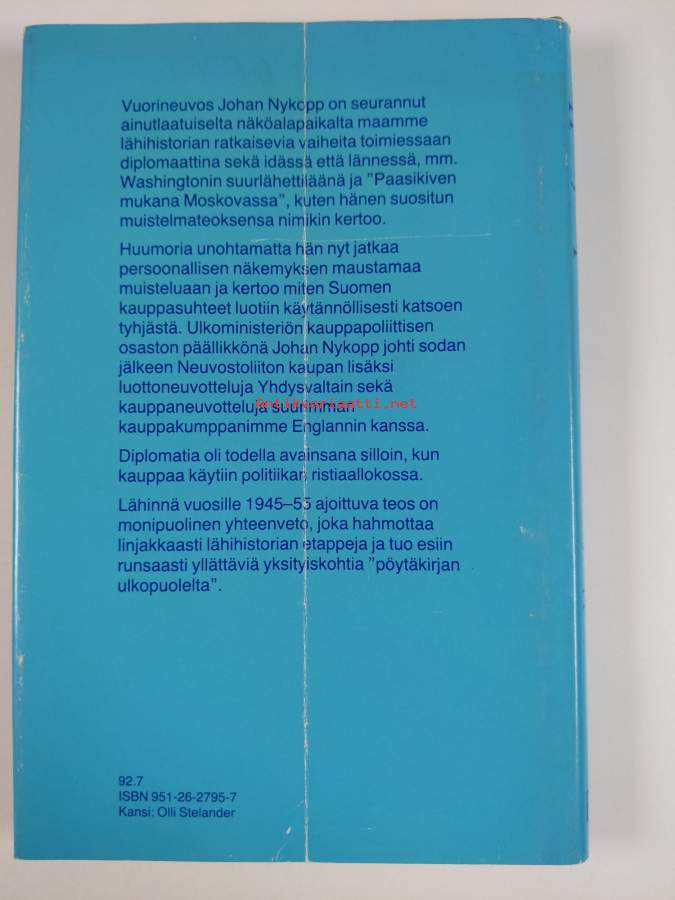 Vuorineuvos Johan Nykopp on seurannut
ainutlaatuiselta näköalapaikalta maamme
lähihistorian ratkaisevia vaiheita toimiessaan
diplomaattina sekä idässä että lännessä, mm.
Washingtonin suurlähettiläänä ja ”Paasikiven
mukana Moskovassa”, kuten hänen suositun
muistelmateoksensa nimikin kertoo.
Huumoria unohtamatta hän nyt jatkaa
persoonallisen näkemyksen maustamaa
muisteluaan ja kertoo miten Suomen
kauppasuhteet luotiin käytännöllisesti katsoen
tyhjästä. Ulkoministeriön kauppapoliittisen
osaston päällikkönä Johan Nykopp johti sodan
jälkeen Neuvostoliiton kaupan lisäksi
luottoneuvotteluja Yhdysvaltain sekä
kauppaneuvotteluja suurimman
Antikvariaatti.net
kauppakumppanimme Englannin kanssa.
Diplomatia oli todella avainsana silloin, kun
kauppaa käytiin politiikan ristiaallokossa.
Lähinnä vuosille 1945–55 ajoittuva teos on
monipuolinen yhteenveto, joka hahmottaa
linjakkaasti lähihistorian etappeja ja tuo esiin
runsaasti yllättäviä yksityiskohtia ”pöytäkirjan
ulkopuolelta”.
92.7
ISBN 951-26-2795-7
Kansi: Olli Stelander